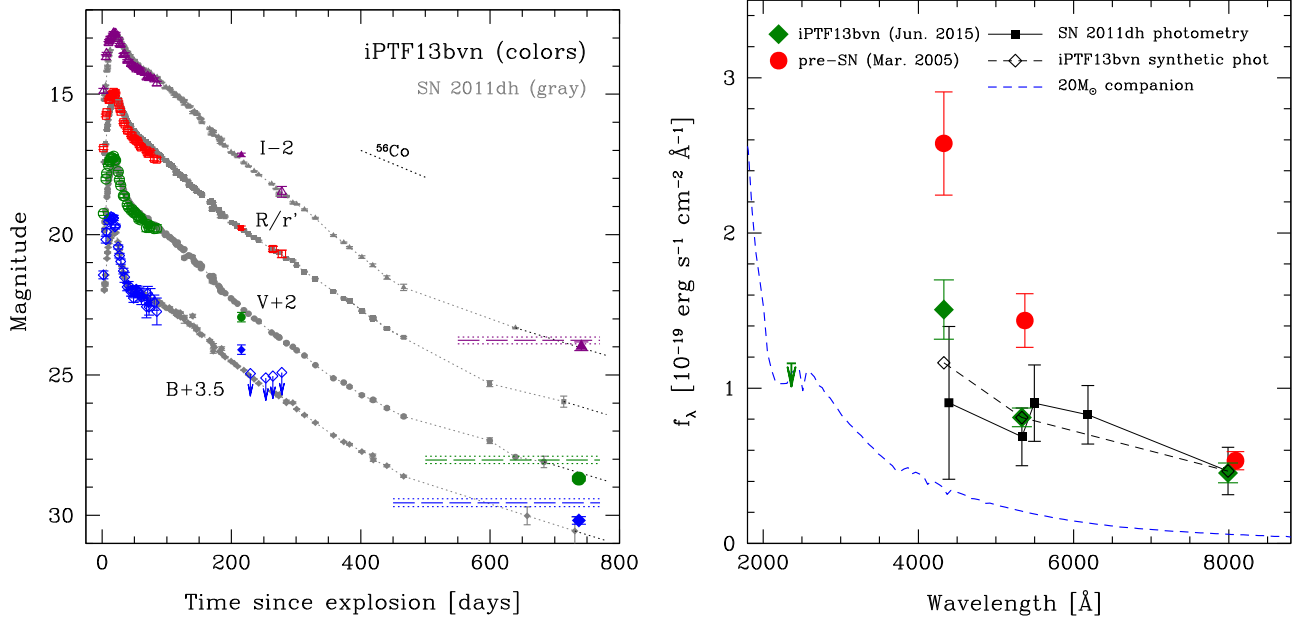 iPTF13bvn (colors)
SN 2011dh (gray)
I−2
⁵⁶Co
R/r'
V+2
B+3.5
15
20
25
30
Magnitude
0
200
400
600
800
Time since explosion [days]
iPTF13bvn (Jun. 2015)
pre−SN (Mar. 2005)
SN 2011dh photometry
iPTF13bvn synthetic phot
20M☉ companion
3
2
1
0
f_λ [10⁻¹⁹ erg s⁻¹ cm⁻² Å⁻¹]
2000
4000
6000
8000
Wavelength [Å]